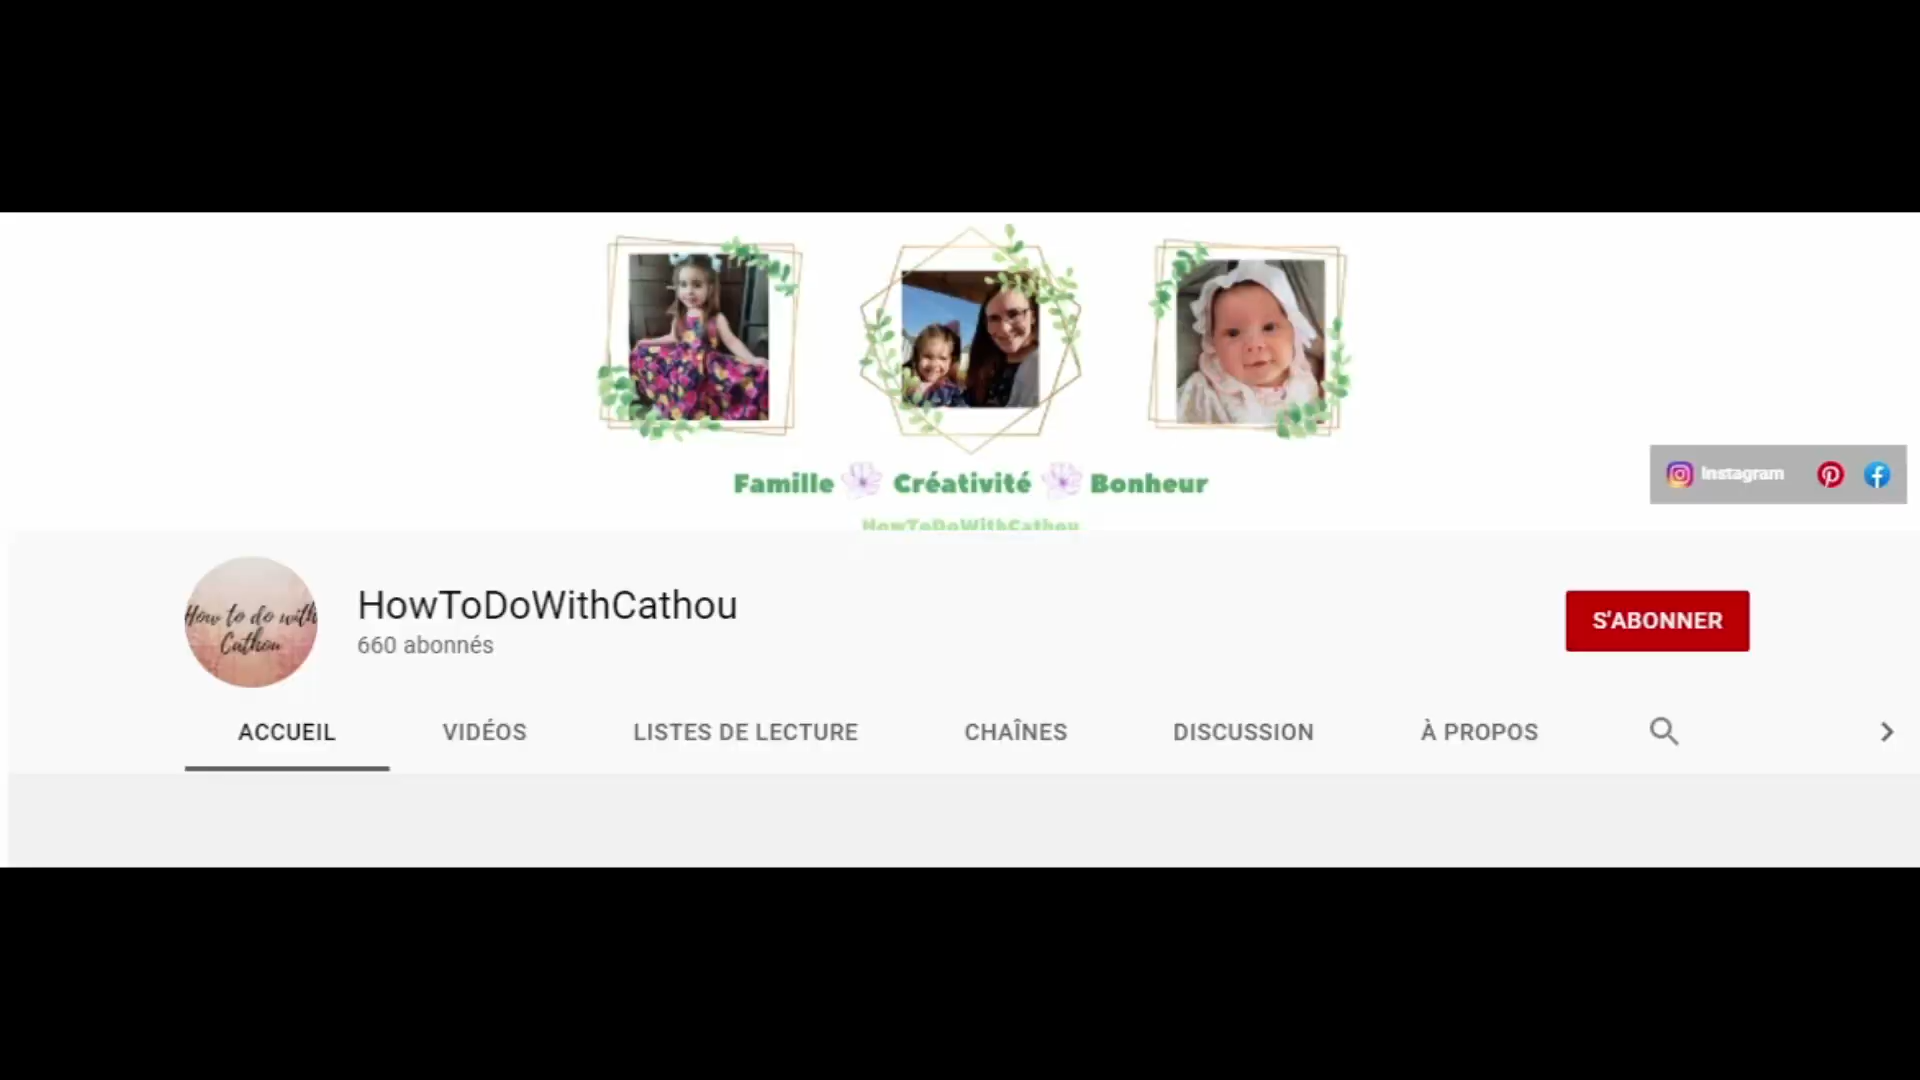 Famille Créativité Bonheur
HowToDoWithCathou
Instagram
How to do with
Cathou
HowToDoWithCathou
660 abonnés
S'ABONNER
ACCUEIL VIDÉOS LISTES DE LECTURE CHAÎNES DISCUSSION À PROPOS